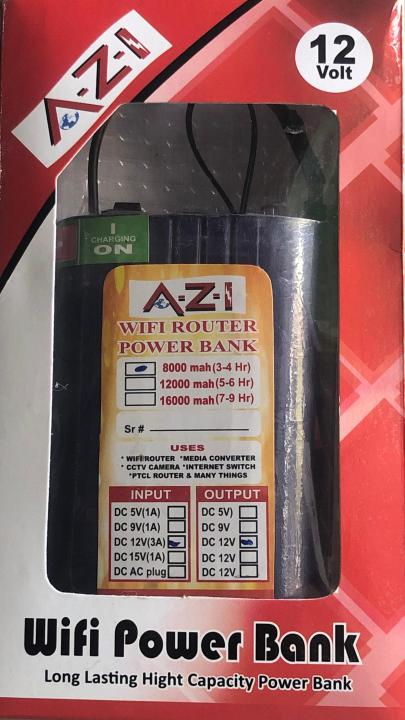 A-Z-1
12
Volt
I
CHARGING
ON
A-Z-1
WIFI ROUTER
POWER BANK
8000 mah(3-4 Hr)
12000 mah(5-6 Hr)
16000 mah(7-9 Hr)
Sr #
USES
* WIFI ROUTER *MEDIA CONVERTER
* CCTV CAMERA *INTERNET SWITCH
*PTCL ROUTER & MANY THINGS
INPUT
DC 5V(1A)
DC 9V(1A)
DC 12V(3A)
DC 15V(1A)
DC AC plug
OUTPUT
DC 5V)
DC 9V
DC 12V
DC 12V
DC 12V
Wifi Power Bank
Long Lasting Hight Capacity Power Bank